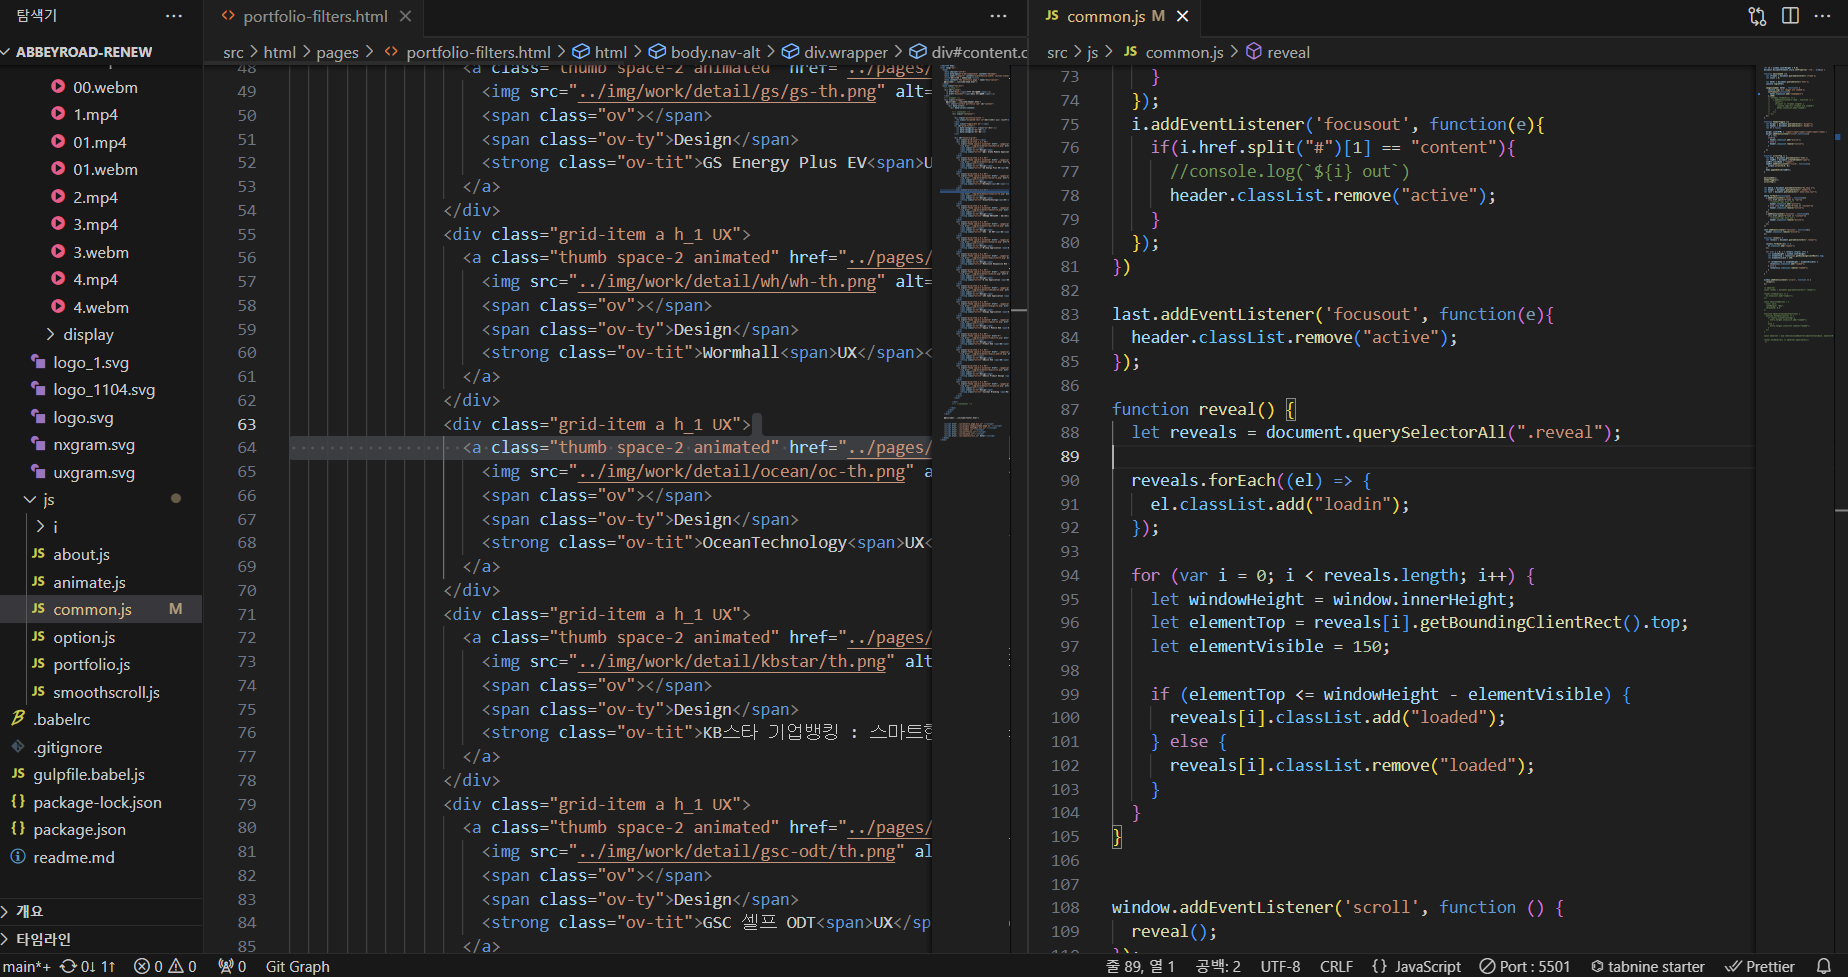 탐색기
ABBEYROAD-RENEW
00.webm
1.mp4
01.mp4
01.webm
2.mp4
3.mp4
3.webm
4.mp4
4.webm
display
logo_1.svg
logo_1104.svg
logo.svg
nxgram.svg
uxgram.svg
js
i
JS about.js
JS animate.js
JS common.js M
JS option.js
JS portfolio.js
JS smoothscroll.js
.babelrc
.gitignore
JS gulpfile.babel.js
{} package-lock.json
{} package.json
readme.md
개요
타임라인
<> portfolio-filters.html ×
src > html > pages > <> portfolio-filters.html > html > body.nav-alt > div.wrapper > div#content.c
48 <a class="thumb space-2 animated" href="../pages/
49 <img src="../img/work/detail/gs/gs-th.png" alt=
50 <span class="ov"></span>
51 <span class="ov-ty">Design</span>
52 <strong class="ov-tit">GS Energy Plus EV<span>U
53 </a>
54 </div>
55 <div class="grid-item a h_1 UX">
56 <a class="thumb space-2 animated" href="../pages/
57 <img src="../img/work/detail/wh/wh-th.png" alt=
58 <span class="ov"></span>
59 <span class="ov-ty">Design</span>
60 <strong class="ov-tit">Wormhall<span>UX</span><
61 </a>
62 </div>
63 <div class="grid-item a h_1 UX">
64 <a class="thumb space-2 animated" href="../pages/
65 <img src="../img/work/detail/ocean/oc-th.png" a
66 <span class="ov"></span>
67 <span class="ov-ty">Design</span>
68 <strong class="ov-tit">OceanTechnology<span>UX<
69 </a>
70 </div>
71 <div class="grid-item a h_1 UX">
72 <a class="thumb space-2 animated" href="../pages/
73 <img src="../img/work/detail/kbstar/th.png" alt
74 <span class="ov"></span>
75 <span class="ov-ty">Design</span>
76 <strong class="ov-tit">KB스타 기업뱅킹 : 스마트한
77 </a>
78 </div>
79 <div class="grid-item a h_1 UX">
80 <a class="thumb space-2 animated" href="../pages/
81 <img src="../img/work/detail/gsc-odt/th.png" al
82 <span class="ov"></span>
83 <span class="ov-ty">Design</span>
84 <strong class="ov-tit">GSC 셀프 ODT<span>UX</sp
85 </a>
JS common.js M ×
src > js > JS common.js > reveal
73 }
74 });
75 i.addEventListener('focusout', function(e){
76 if(i.href.split("#")[1] == "content"){
77 //console.log(`${i} out`)
78 header.classList.remove("active");
79 }
80 });
81 })
82
83 last.addEventListener('focusout', function(e){
84 header.classList.remove("active");
85 });
86
87 function reveal() {
88 let reveals = document.querySelectorAll(".reveal");
89
90 reveals.forEach((el) => {
91 el.classList.add("loadin");
92 });
93
94 for (var i = 0; i < reveals.length; i++) {
95 let windowHeight = window.innerHeight;
96 let elementTop = reveals[i].getBoundingClientRect().top;
97 let elementVisible = 150;
98
99 if (elementTop <= windowHeight - elementVisible) {
100 reveals[i].classList.add("loaded");
101 } else {
102 reveals[i].classList.remove("loaded");
103 }
104 }
105 }
106
107
108 window.addEventListener('scroll', function () {
109 reveal();
110 });
main*+ 0↓ 1↑ 0 0 0 Git Graph 줄 89, 열 1 공백: 2 UTF-8 CRLF {} JavaScript Port : 5501 tabnine starter Prettier